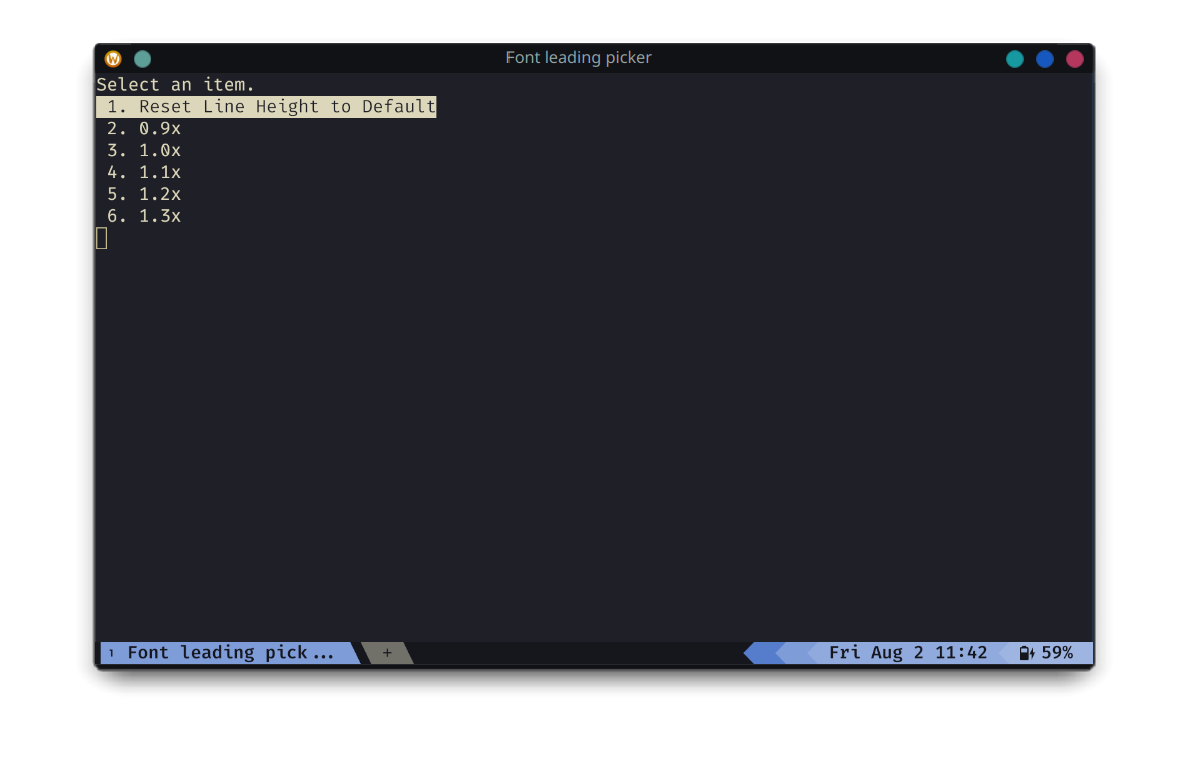 W
Font leading picker
Select an item.
1. Reset Line Height to Default
2. 0.9x
3. 1.0x
4. 1.1x
5. 1.2x
6. 1.3x
1 Font leading pick... + Fri Aug 2 11:42 59%